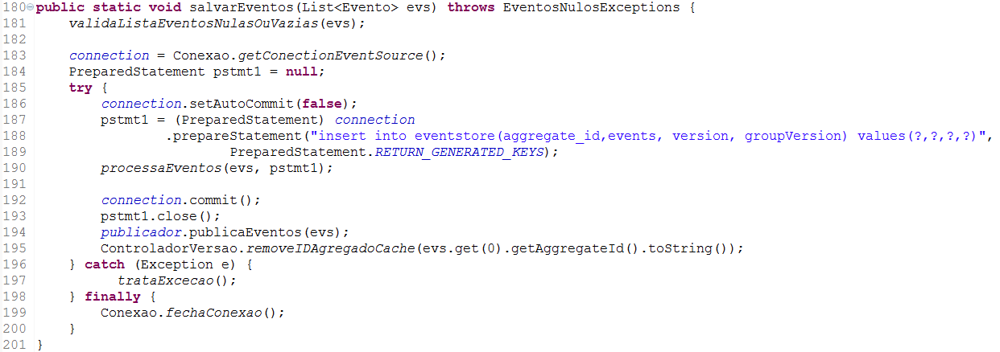 180 public static void salvarEventos(List<Evento> evs) throws EventosNulosExceptions {
181     validaListaEventosNulasOuVazias(evs);
182
183     connection = Conexao.getConectionEventSource();
184     PreparedStatement pstmt1 = null;
185     try {
186         connection.setAutoCommit(false);
187         pstmt1 = (PreparedStatement) connection
188                 .prepareStatement("insert into eventstore(aggregate_id,events, version, groupVersion) values(?,?,?,?)",
189                         PreparedStatement.RETURN_GENERATED_KEYS);
190         processaEventos(evs, pstmt1);
191
192         connection.commit();
193         pstmt1.close();
194         publicador.publicaEventos(evs);
195         ControladorVersao.removeIDAgregadoCache(evs.get(0).getAggregateId().toString());
196     } catch (Exception e) {
197           trataExcecao();
198     } finally {
199         Conexao.fechaConexao();
200     }
201 }